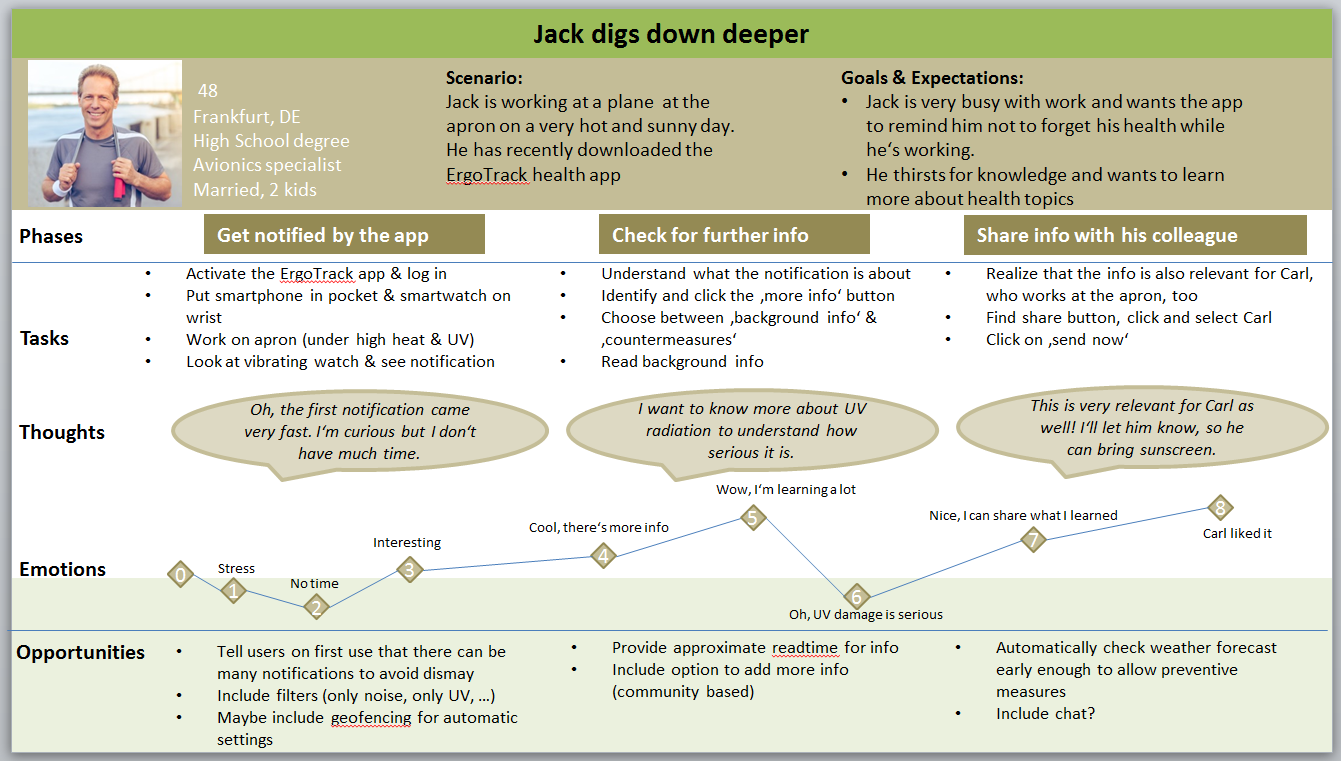 Jack digs down deeper
48
Frankfurt, DE
High School degree
Avionics specialist
Married, 2 kids
Scenario:
Jack is working at a plane at the
apron on a very hot and sunny day.
He has recently downloaded the
ErgoTrack health app
Goals & Expectations:
• Jack is very busy with work and wants the app
to remind him not to forget his health while
he‘s working.
• He thirsts for knowledge and wants to learn
more about health topics
Phases
Get notified by the app
Check for further info
Share info with his colleague
Tasks
• Activate the ErgoTrack app & log in
• Put smartphone in pocket & smartwatch on
wrist
• Work on apron (under high heat & UV)
• Look at vibrating watch & see notification
• Understand what the notification is about
• Identify and click the ‚more info‘ button
• Choose between ‚background info‘ &
‚countermeasures‘
• Read background info
• Realize that the info is also relevant for Carl,
who works at the apron, too
• Find share button, click and select Carl
• Click on ‚send now‘
Thoughts
Oh, the first notification came
very fast. I‘m curious but I don‘t
have much time.
I want to know more about UV
radiation to understand how
serious it is.
This is very relevant for Carl as
well! I‘ll let him know, so he
can bring sunscreen.
Emotions
0
Stress
1
No time
2
Interesting
3
Cool, there‘s more info
4
Wow, I‘m learning a lot
5
6
Oh, UV damage is serious
Nice, I can share what I learned
7
8
Carl liked it
Opportunities
• Tell users on first use that there can be
many notifications to avoid dismay
• Include filters (only noise, only UV, …)
• Maybe include geofencing for automatic
settings
• Provide approximate readtime for info
• Include option to add more info
(community based)
• Automatically check weather forecast
early enough to allow preventive
measures
• Include chat?